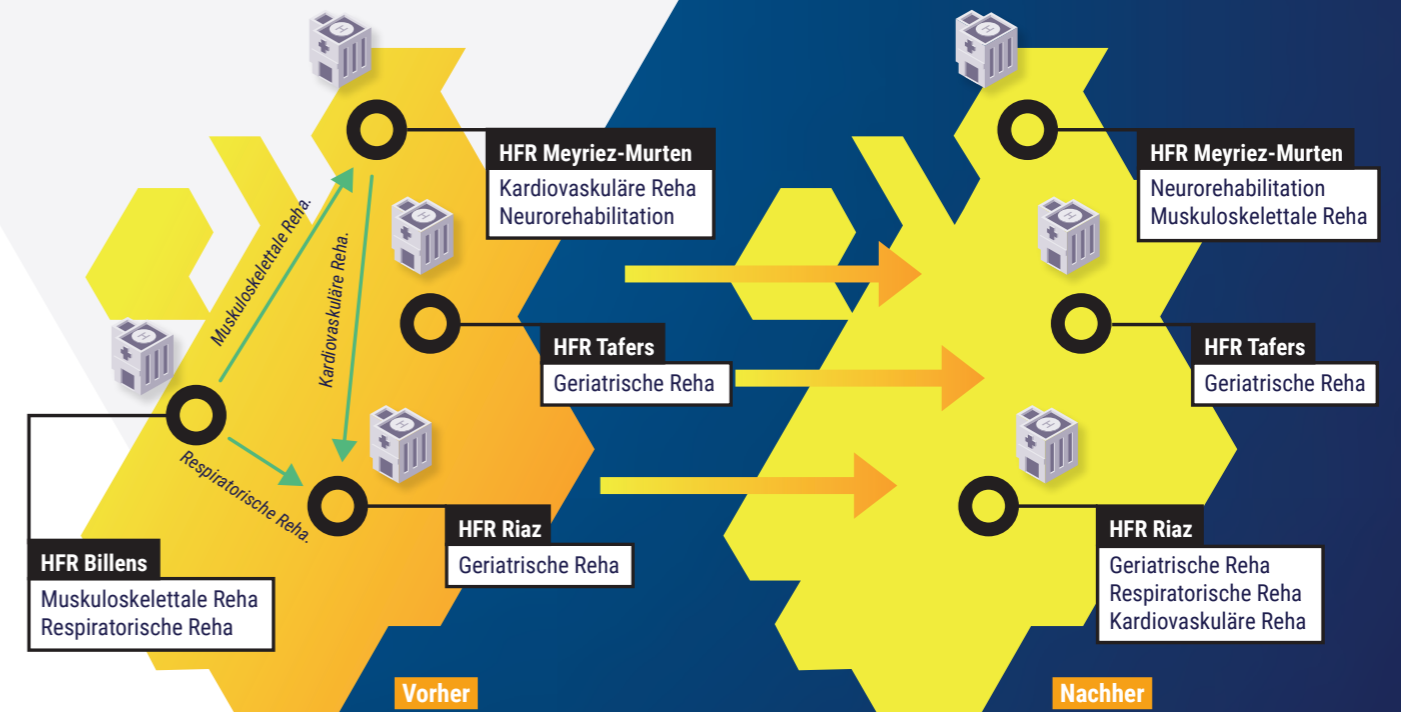 HFR Meyriez-Murten
Kardiovaskuläre Reha
Neurorehabilitation
Muskuloskelettale Reha.
Kardiovaskuläre Reha.
Respiratorische Reha.
HFR Tafers
Geriatrische Reha
HFR Riaz
Geriatrische Reha
HFR Billens
Muskuloskelettale Reha
Respiratorische Reha
Vorher
HFR Meyriez-Murten
Neurorehabilitation
Muskuloskelettale Reha
HFR Tafers
Geriatrische Reha
HFR Riaz
Geriatrische Reha
Respiratorische Reha
Kardiovaskuläre Reha
Nachher
H
H
H
H
H
H
H